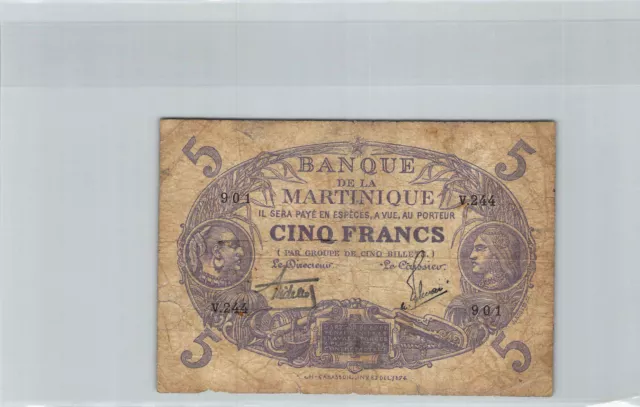 5 5
BANQUE
DE LA
901 MARTINIQUE V.244
IL SERA PAYÉ EN ESPÈCES, A VUE, AU PORTEUR
CINQ FRANCS
( PAR GROUPE DE CINQ BILLETS. )
Le Directeur Le Caissier
V.244 901
5 5